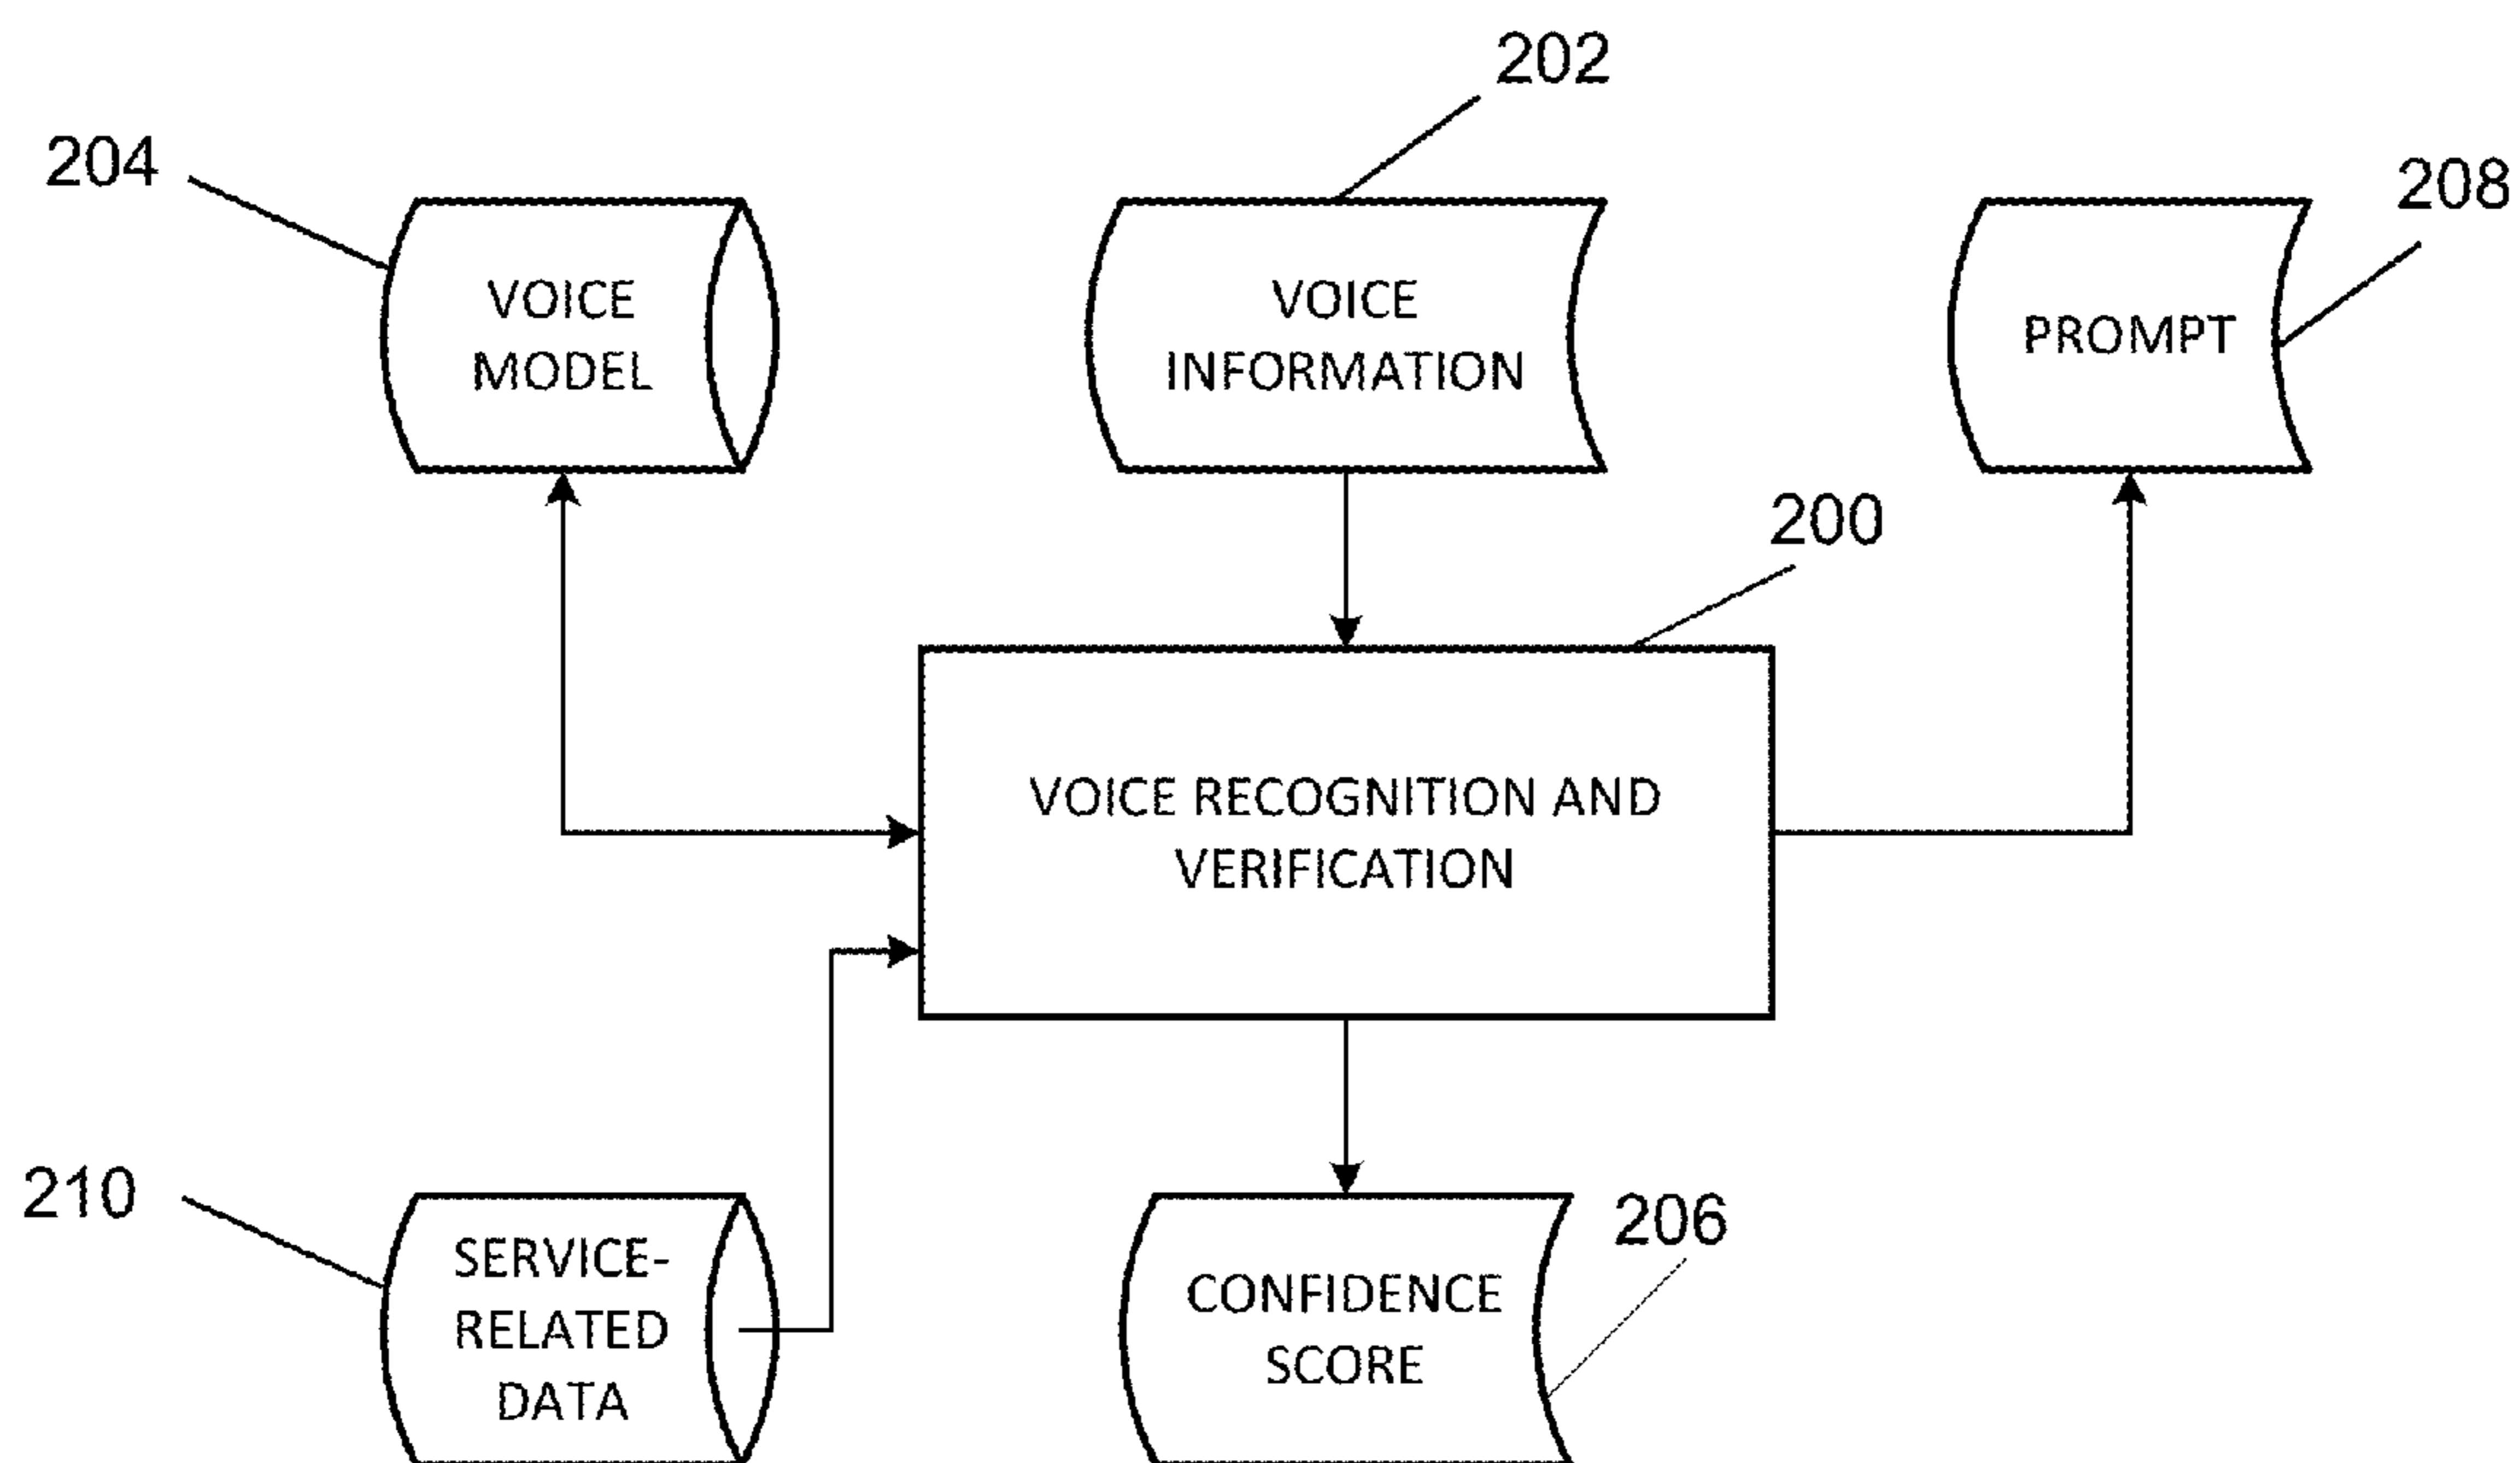 202
204
208
VOICE
MODEL
VOICE
INFORMATION
PROMPT
200
VOICE RECOGNITION AND
VERIFICATION
210
SERVICE-
RELATED
DATA
206
CONFIDENCE
SCORE